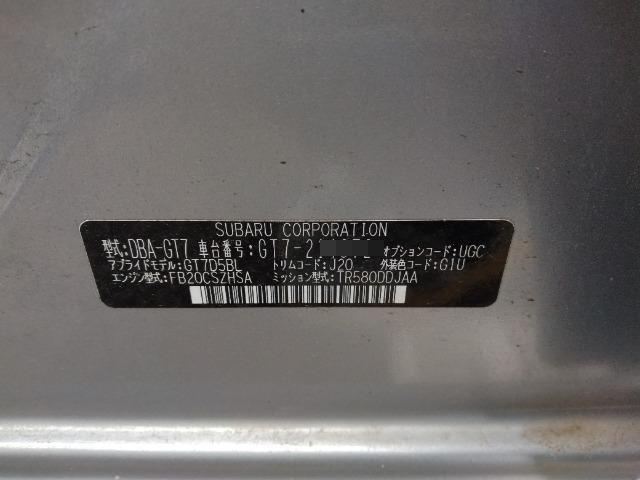 SUBARU CORPORATION
型式:DBA-GT7 車台番号:GT7-2 オプションコード:UGC
アプライドモデル:GT7D5BL トリムコード:J20 外装色コード:G1U
エンジン型式:FB20CSZHSA ミッション型式:TR580DDJAA